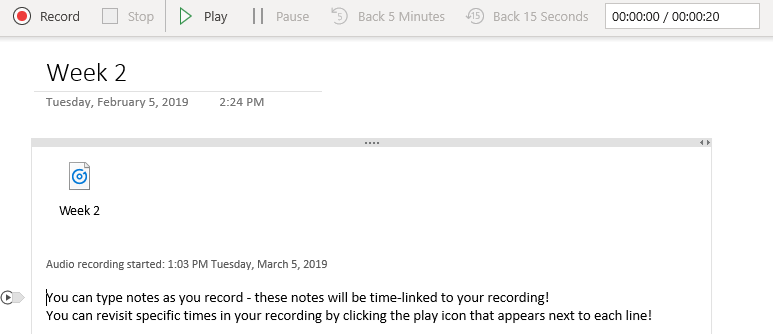 Record Stop Play Pause Back 5 Minutes Back 15 Seconds 00:00:00 / 00:00:20
Week 2
Tuesday, February 5, 2019 2:24 PM
Week 2
Audio recording started: 1:03 PM Tuesday, March 5, 2019
You can type notes as you record - these notes will be time-linked to your recording!
You can revisit specific times in your recording by clicking the play icon that appears next to each line!